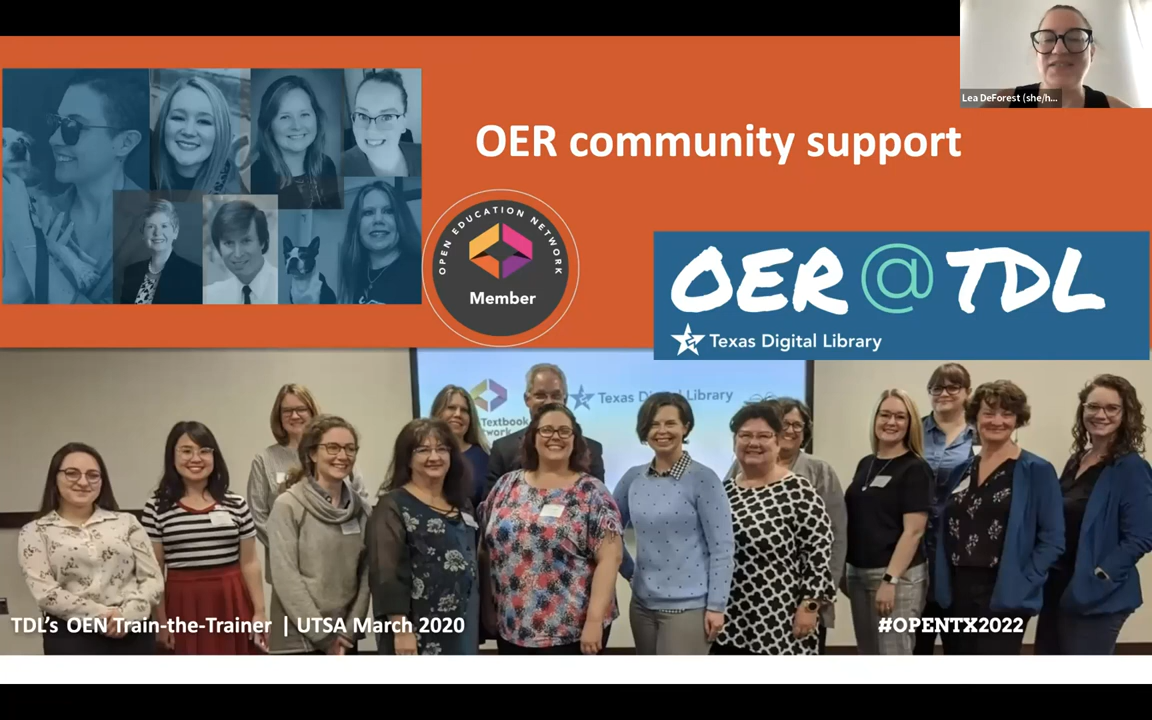 Lea DeForest (she/h...
OER community support
OPEN EDUCATION NETWORK
Member
OER@TDL
Texas Digital Library
Texas Digital Library
Textbook
TDL's OEN Train-the-Trainer | UTSA March 2020
#OPENTX2022